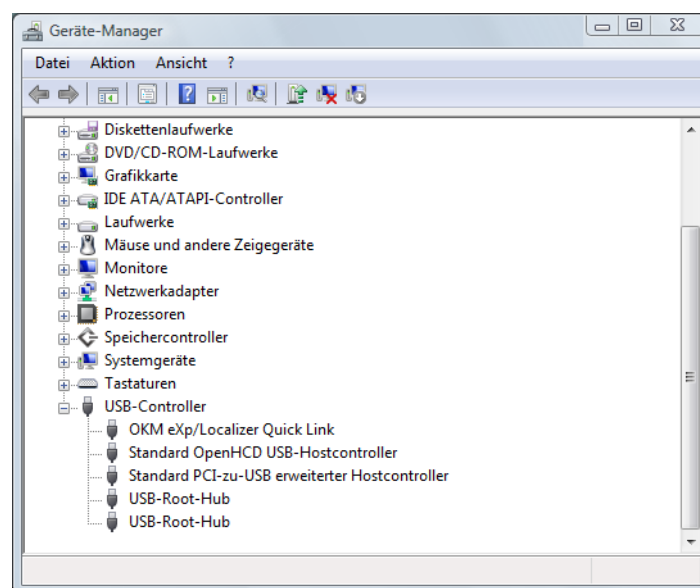 Geräte-Manager
Datei Aktion Ansicht ?
Diskettenlaufwerke
DVD/CD-ROM-Laufwerke
Grafikkarte
IDE ATA/ATAPI-Controller
Laufwerke
Mäuse und andere Zeigegeräte
Monitore
Netzwerkadapter
Prozessoren
Speichercontroller
Systemgeräte
Tastaturen
USB-Controller
OKM eXp/Localizer Quick Link
Standard OpenHCD USB-Hostcontroller
Standard PCI-zu-USB erweiterter Hostcontroller
USB-Root-Hub
USB-Root-Hub